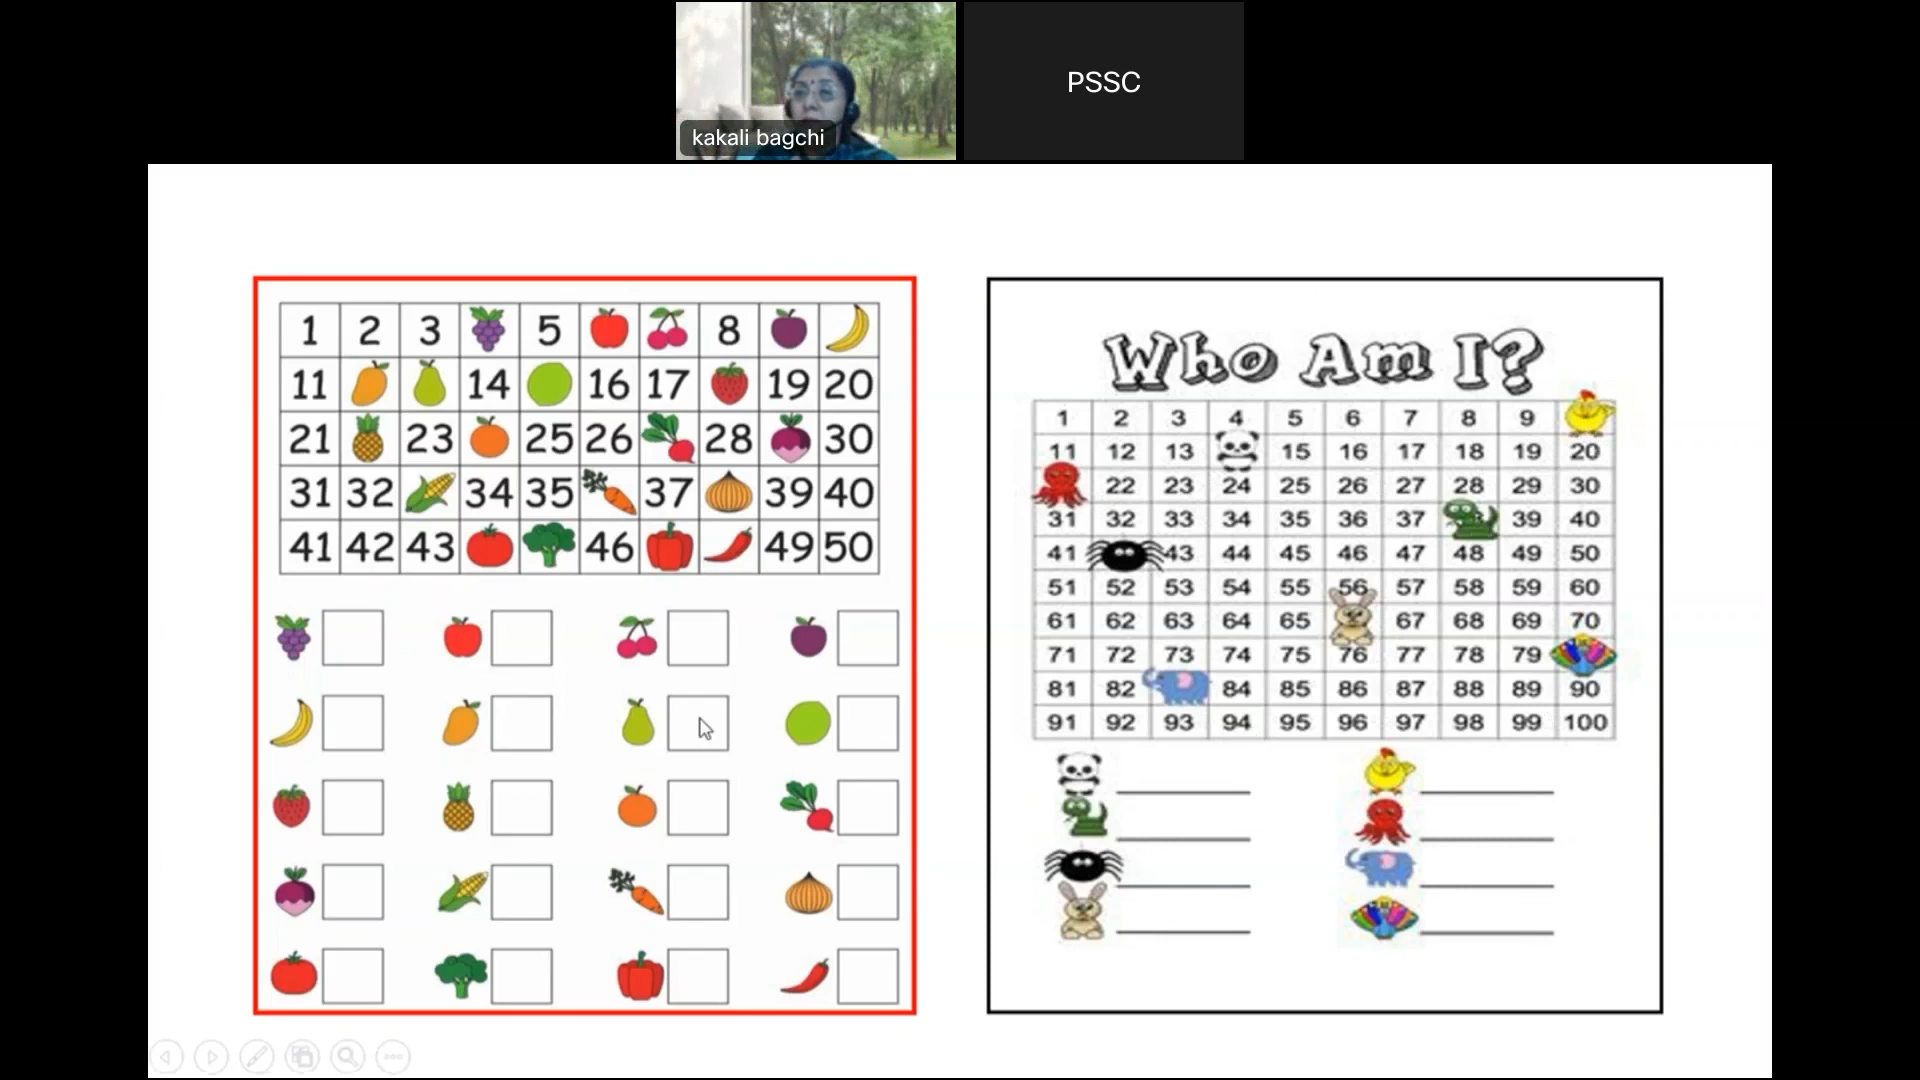 PSSC
kakali bagchi
1 2 3 5 8
11 14 16 17 19 20
21 23 25 26 28 30
31 32 34 35 37 39 40
41 42 43 46 49 50
Who Am I?
1 2 3 4 5 6 7 8 9
11 12 13 15 16 17 18 19 20
22 23 24 25 26 27 28 29 30
31 32 33 34 35 36 37 39 40
41 43 44 45 46 47 48 49 50
51 52 53 54 55 56 57 58 59 60
61 62 63 64 65 67 68 69 70
71 72 73 74 75 76 77 78 79
81 82 84 85 86 87 88 89 90
91 92 93 94 95 96 97 98 99 100